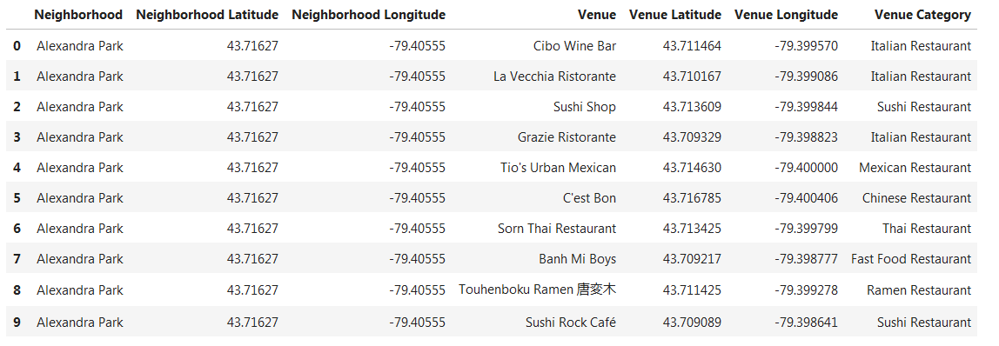 Neighborhood Neighborhood Latitude Neighborhood Longitude Venue Venue Latitude Venue Longitude Venue Category
0 Alexandra Park 43.71627 -79.40555 Cibo Wine Bar 43.711464 -79.399570 Italian Restaurant
1 Alexandra Park 43.71627 -79.40555 La Vecchia Ristorante 43.710167 -79.399086 Italian Restaurant
2 Alexandra Park 43.71627 -79.40555 Sushi Shop 43.713609 -79.399844 Sushi Restaurant
3 Alexandra Park 43.71627 -79.40555 Grazie Ristorante 43.709329 -79.398823 Italian Restaurant
4 Alexandra Park 43.71627 -79.40555 Tio's Urban Mexican 43.714630 -79.400000 Mexican Restaurant
5 Alexandra Park 43.71627 -79.40555 C'est Bon 43.716785 -79.400406 Chinese Restaurant
6 Alexandra Park 43.71627 -79.40555 Sorn Thai Restaurant 43.713425 -79.399799 Thai Restaurant
7 Alexandra Park 43.71627 -79.40555 Banh Mi Boys 43.709217 -79.398777 Fast Food Restaurant
8 Alexandra Park 43.71627 -79.40555 Touhenboku Ramen 唐変木 43.711425 -79.399278 Ramen Restaurant
9 Alexandra Park 43.71627 -79.40555 Sushi Rock Café 43.709089 -79.398641 Sushi Restaurant